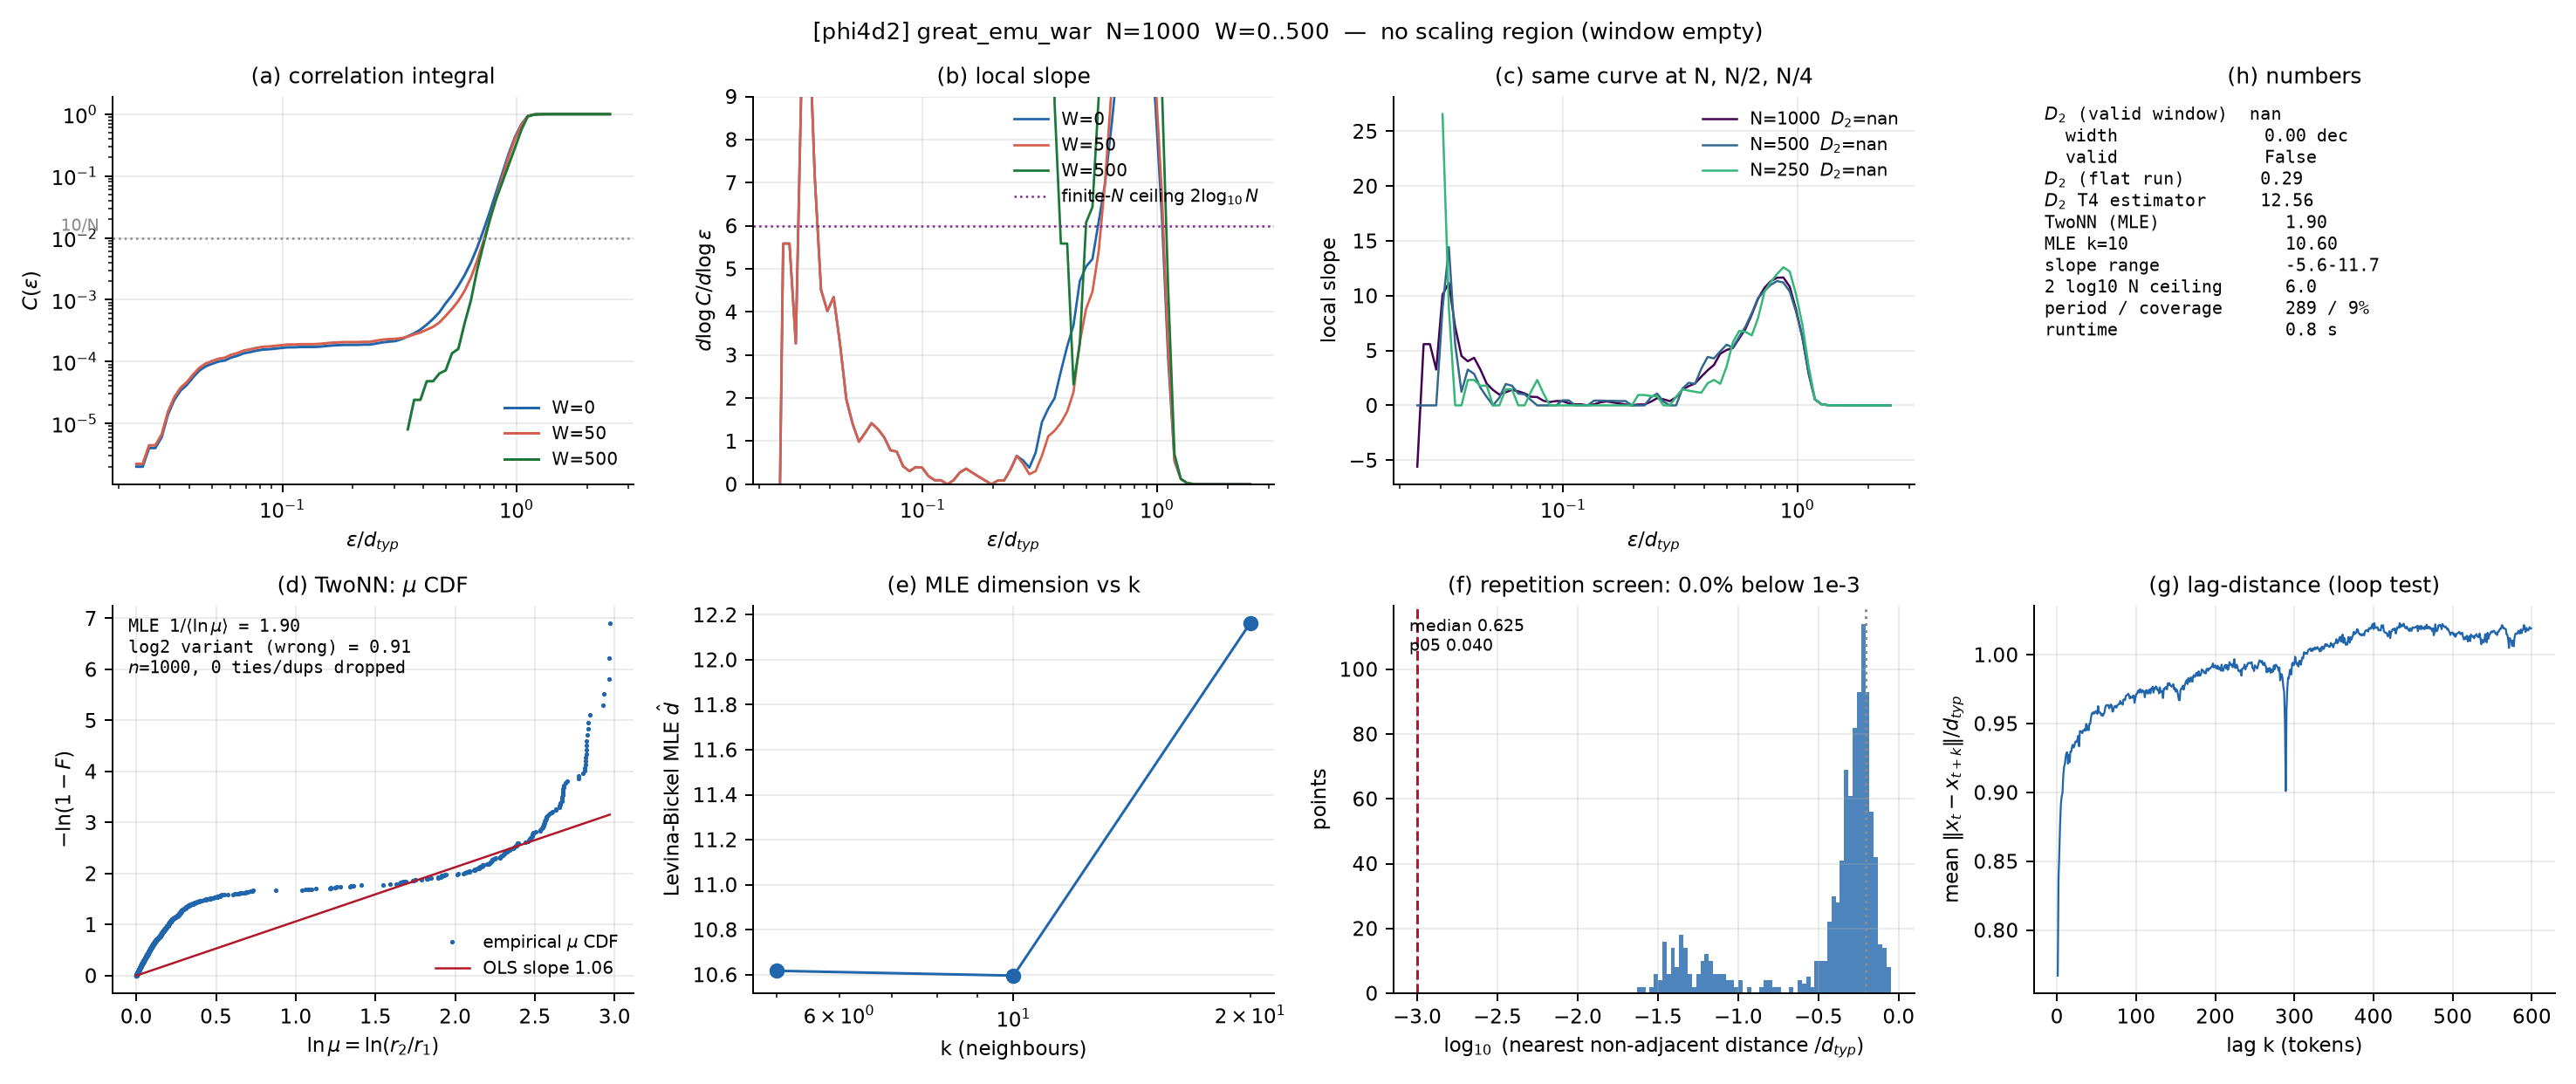 [phi4d2] great_emu_war N=1000 W=0..500 — no scaling region (window empty)
(a) correlation integral
10⁰
10⁻¹
10/N
10⁻²
10⁻³
10⁻⁴
10⁻⁵
C(ε)
W=0
W=50
W=500
10⁻¹
10⁰
ε/d_typ
(b) local slope
9
8
7
6
5
4
3
2
1
0
d log C/d log ε
W=0
W=50
W=500
finite-N ceiling 2log₁₀ N
10⁻¹
10⁰
ε/d_typ
(c) same curve at N, N/2, N/4
25
20
15
10
5
0
−5
local slope
N=1000 D₂=nan
N=500 D₂=nan
N=250 D₂=nan
10⁻¹
10⁰
ε/d_typ
(h) numbers
D₂ (valid window) nan
width 0.00 dec
valid False
D₂ (flat run) 0.29
D₂ T4 estimator 12.56
TwoNN (MLE) 1.90
MLE k=10 10.60
slope range -5.6-11.7
2 log10 N ceiling 6.0
period / coverage 289 / 9%
runtime 0.8 s
(d) TwoNN: μ CDF
7
6
5
4
3
2
1
0
−ln(1 − F)
MLE 1/⟨ln μ⟩ = 1.90
log2 variant (wrong) = 0.91
n=1000, 0 ties/dups dropped
empirical μ CDF
OLS slope 1.06
0.0 0.5 1.0 1.5 2.0 2.5 3.0
ln μ = ln(r₂/r₁)
(e) MLE dimension vs k
12.2
12.0
11.8
11.6
11.4
11.2
11.0
10.8
10.6
Levina-Bickel MLE d̂
6 × 10⁰
10¹
2 × 10¹
k (neighbours)
(f) repetition screen: 0.0% below 1e-3
median 0.625
p05 0.040
100
80
60
40
20
0
points
−3.0 −2.5 −2.0 −1.5 −1.0 −0.5 0.0
log₁₀ (nearest non-adjacent distance /d_typ)
(g) lag-distance (loop test)
1.00
0.95
0.90
0.85
0.80
mean ‖x_t − x_{t+k}‖/d_typ
0 100 200 300 400 500 600
lag k (tokens)